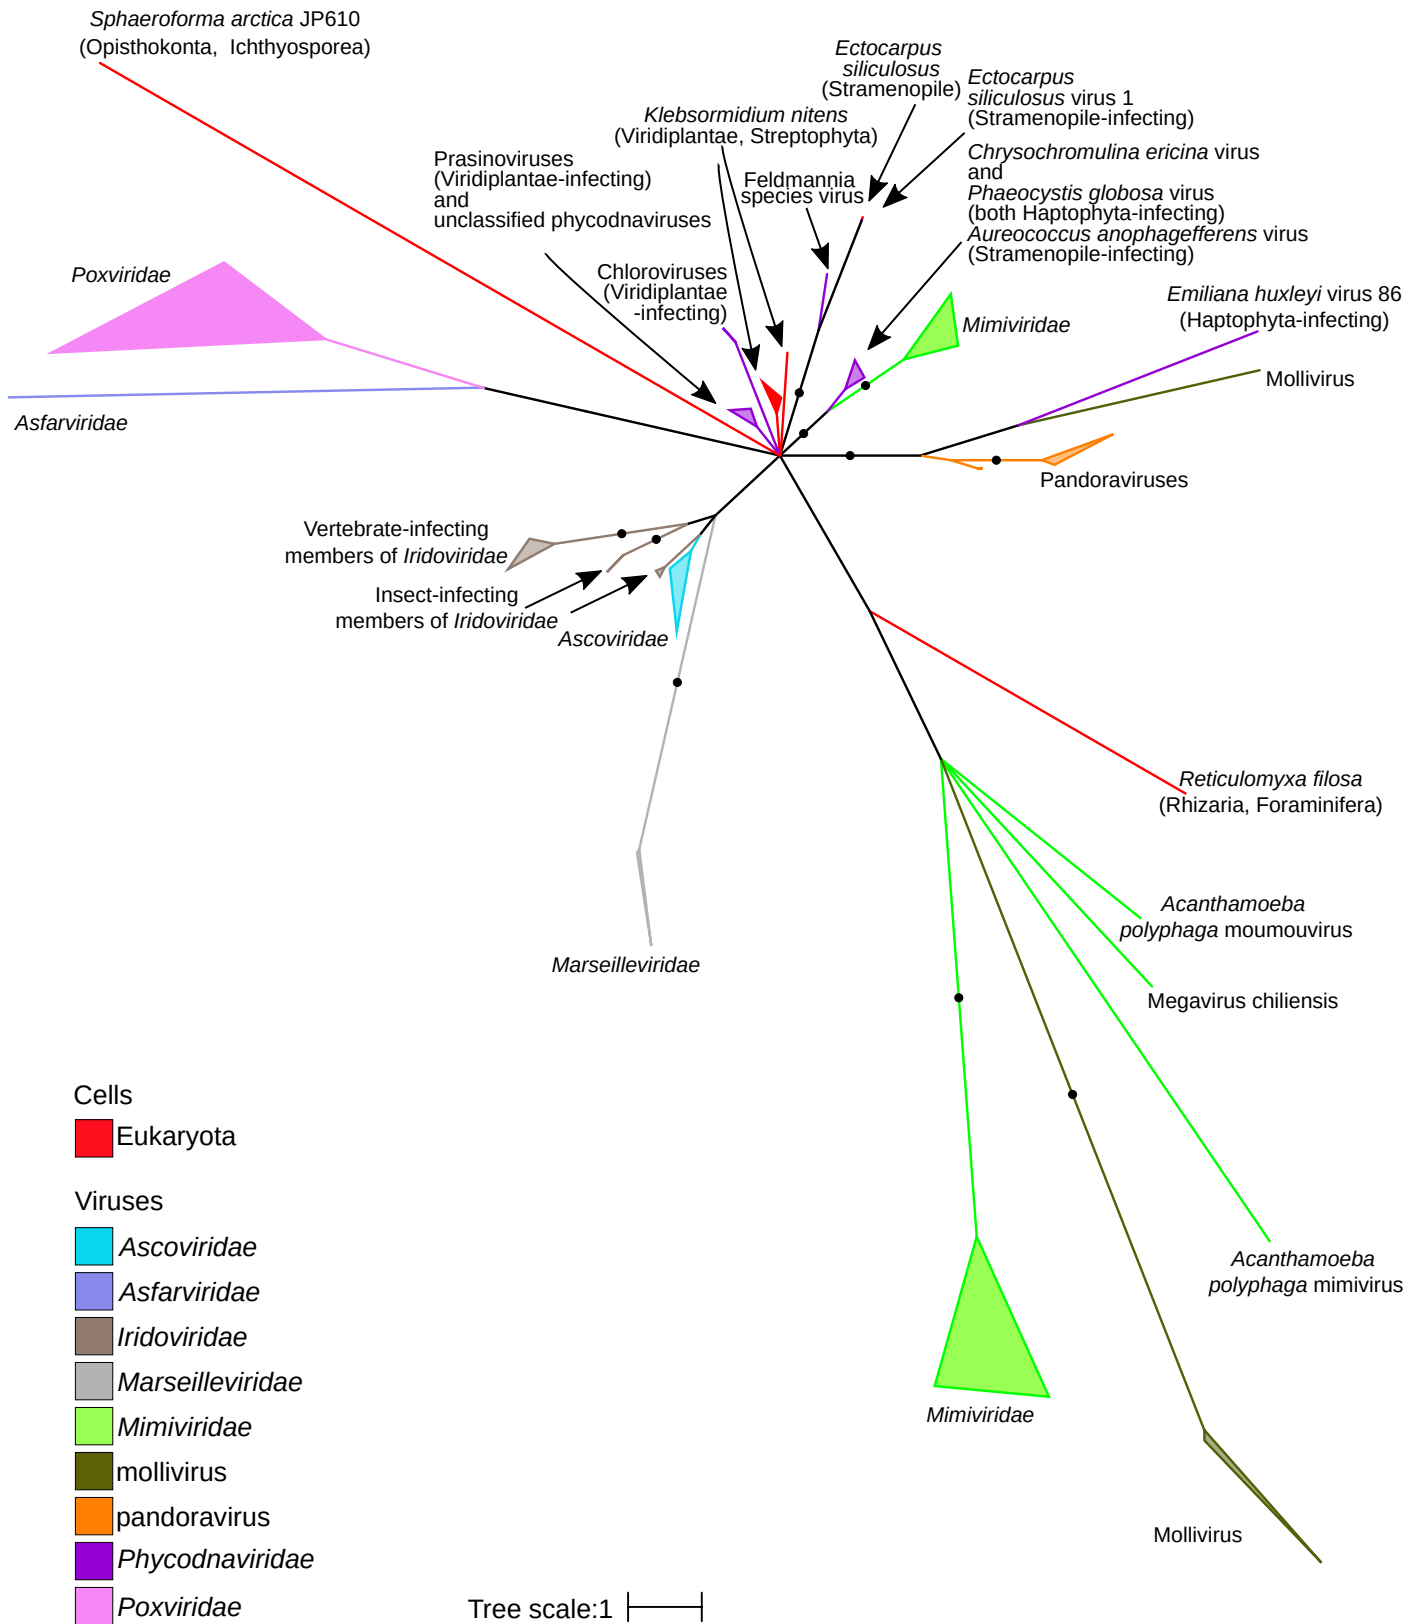 Sphaeroforma arctica JP610
(Opisthokonta, Ichthyosporea)
Ectocarpus
siliculosus
(Stramenopile)
Ectocarpus
siliculosus virus 1
(Stramenopile-infecting)
Klebsormidium nitens
(Viridiplantae, Streptophyta)
Prasinoviruses
(Viridiplantae-infecting)
and
unclassified phycodnaviruses
Feldmannia
species virus
Chrysochromulina ericina virus
and
Phaeocystis globosa virus
(both Haptophyta-infecting)
Aureococcus anophagefferens virus
(Stramenopile-infecting)
Chloroviruses
(Viridiplantae
-infecting)
Poxviridae
Mimiviridae
Emiliana huxleyi virus 86
(Haptophyta-infecting)
Mollivirus
Asfarviridae
Pandoraviruses
Vertebrate-infecting
members of Iridoviridae
Insect-infecting
members of Iridoviridae
Ascoviridae
Reticulomyxa filosa
(Rhizaria, Foraminifera)
Acanthamoeba
polyphaga moumouvirus
Marseilleviridae
Megavirus chiliensis
Acanthamoeba
polyphaga mimivirus
Mimiviridae
Mollivirus
Cells
Eukaryota
Viruses
Ascoviridae
Asfarviridae
Iridoviridae
Marseilleviridae
Mimiviridae
mollivirus
pandoravirus
Phycodnaviridae
Poxviridae
Tree scale:1